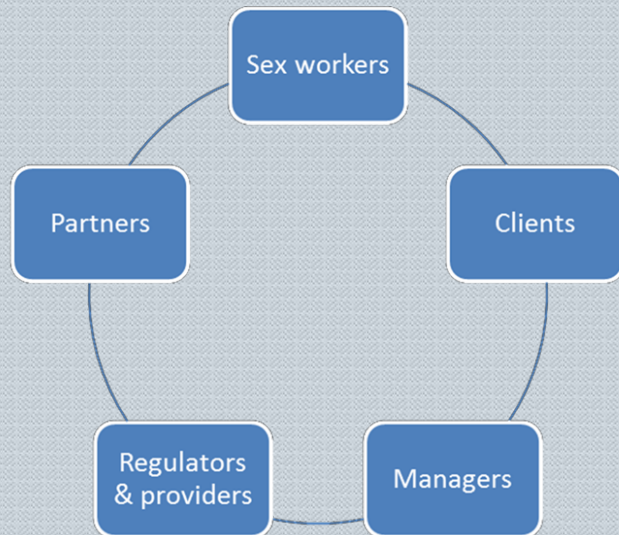 Sex workers
Partners
Clients
Regulators
& providers
Managers